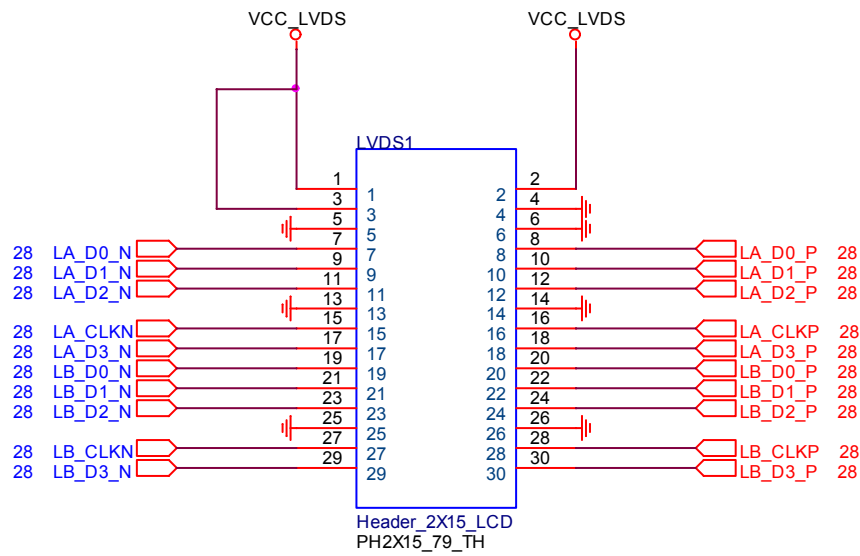 VCC_LVDS VCC_LVDS
LVDS1
1 1 2 2
3 3 4 4
5 5 6 6
28 LA_D0_N 7 7 8 8 LA_D0_P 28
28 LA_D1_N 9 9 10 10 LA_D1_P 28
28 LA_D2_N 11 11 12 12 LA_D2_P 28
13 13 14 14
28 LA_CLKN 15 15 16 16 LA_CLKP 28
28 LA_D3_N 17 17 18 18 LA_D3_P 28
28 LB_D0_N 19 19 20 20 LB_D0_P 28
28 LB_D1_N 21 21 22 22 LB_D1_P 28
28 LB_D2_N 23 23 24 24 LB_D2_P 28
25 25 26 26
28 LB_CLKN 27 27 28 28 LB_CLKP 28
28 LB_D3_N 29 29 30 30 LB_D3_P 28
Header_2X15_LCD
PH2X15_79_TH